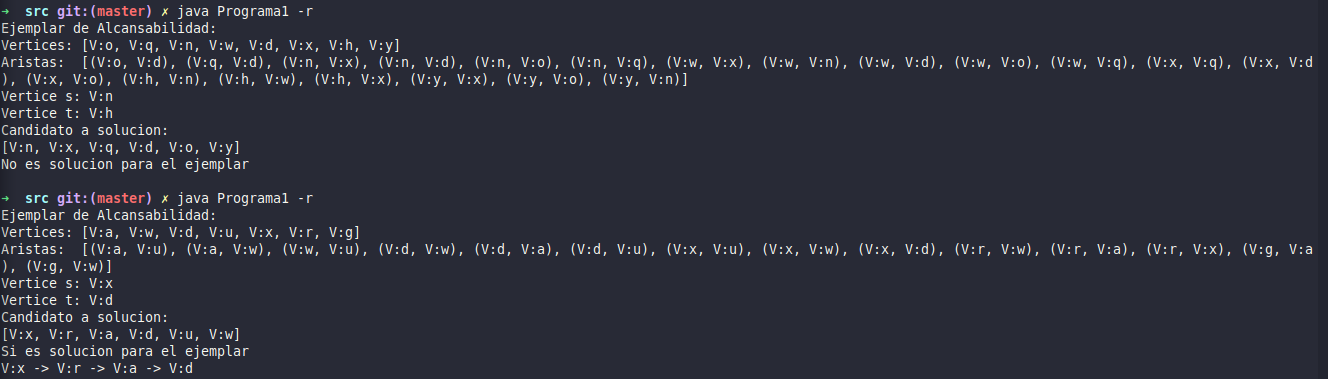 ➜  src git:(master) ✗ java Programa1 -r
Ejemplar de Alcansabilidad:
Vertices: [V:o, V:q, V:n, V:w, V:d, V:x, V:h, V:y]
Aristas:  [(V:o, V:d), (V:q, V:d), (V:n, V:x), (V:n, V:d), (V:n, V:o), (V:n, V:q), (V:w, V:x), (V:w, V:n), (V:w, V:d), (V:w, V:o), (V:w, V:q), (V:x, V:q), (V:x, V:d
), (V:x, V:o), (V:h, V:n), (V:h, V:w), (V:h, V:x), (V:y, V:x), (V:y, V:o), (V:y, V:n)]
Vertice s: V:n
Vertice t: V:h
Candidato a solucion:
[V:n, V:x, V:q, V:d, V:o, V:y]
No es solucion para el ejemplar
➜  src git:(master) ✗ java Programa1 -r
Ejemplar de Alcansabilidad:
Vertices: [V:a, V:w, V:d, V:u, V:x, V:r, V:g]
Aristas:  [(V:a, V:u), (V:a, V:w), (V:w, V:u), (V:d, V:w), (V:d, V:a), (V:d, V:u), (V:x, V:u), (V:x, V:w), (V:x, V:d), (V:r, V:w), (V:r, V:a), (V:r, V:x), (V:g, V:a
), (V:g, V:w)]
Vertice s: V:x
Vertice t: V:d
Candidato a solucion:
[V:x, V:r, V:a, V:d, V:u, V:w]
Si es solucion para el ejemplar
V:x -> V:r -> V:a -> V:d